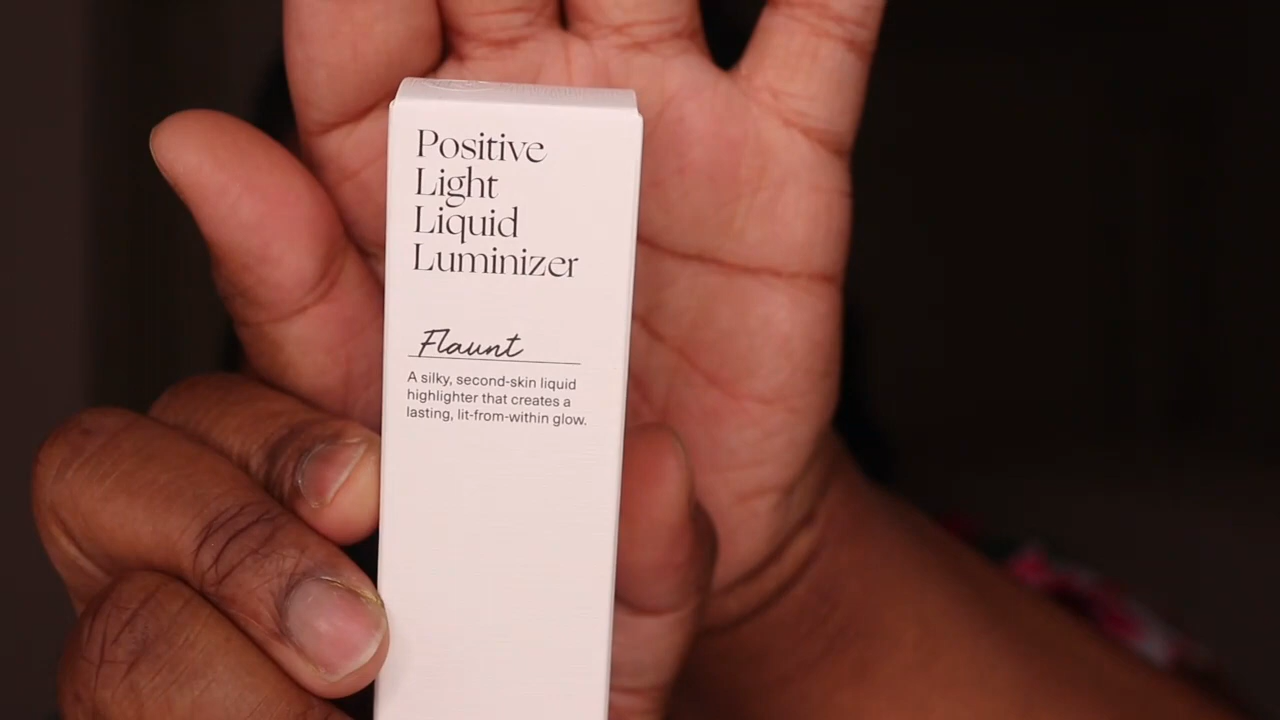 Positive
Light
Liquid
Luminizer
Flaunt
A silky, second-skin liquid
highlighter that creates a
lasting, lit-from-within glow.